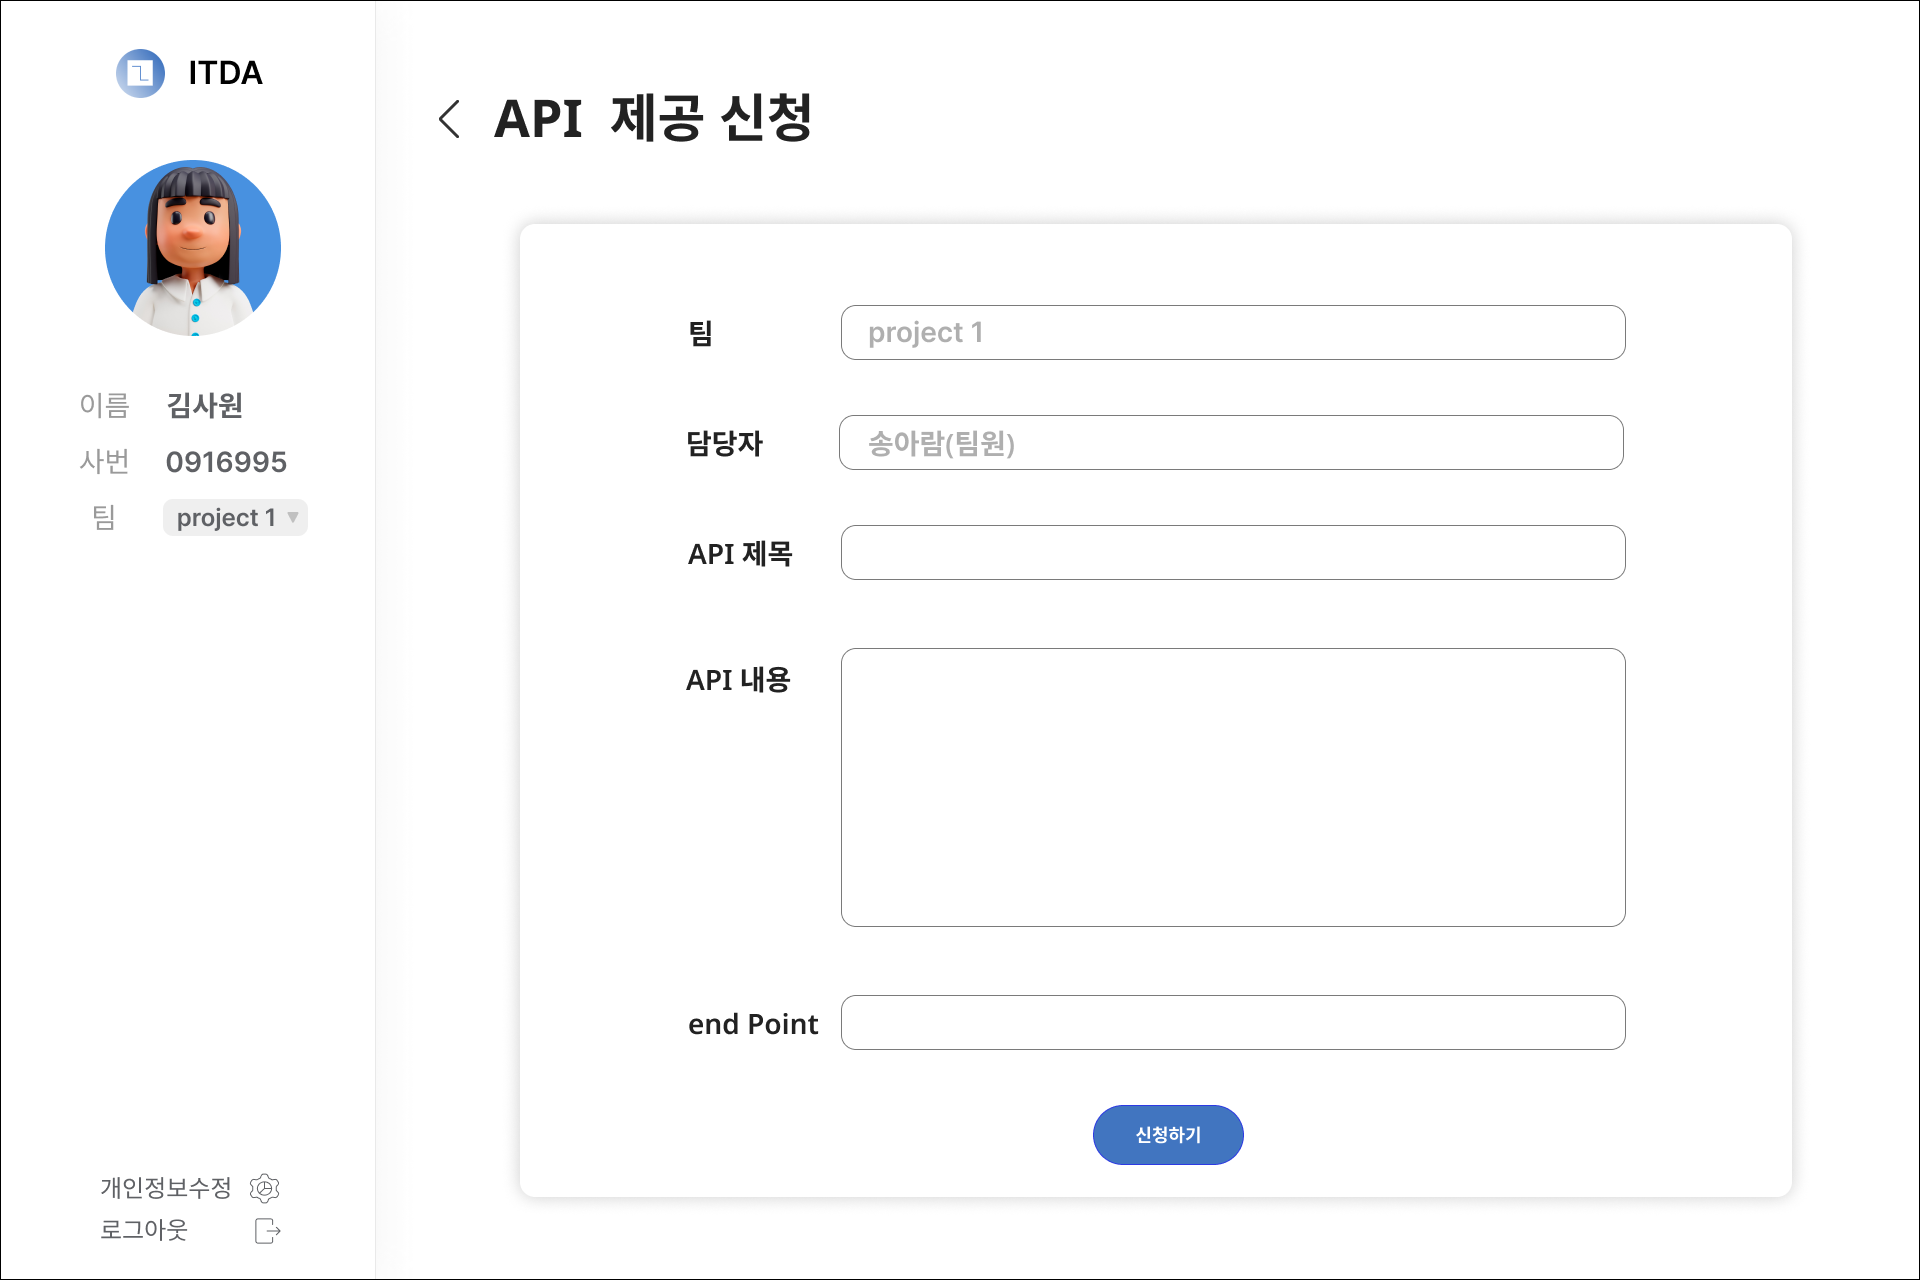 ITDA
이름 김사원
사번 0916995
팀 project 1 ▼
개인정보수정
로그아웃
API 제공 신청
팀 project 1
담당자 송아람(팀원)
API 제목
API 내용
end Point
신청하기